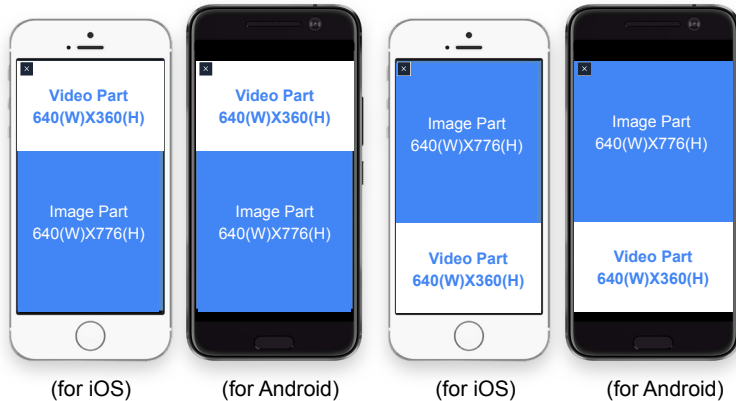 Video Part
640(W)X360(H)
Image Part
640(W)X776(H)
(for iOS)
Video Part
640(W)X360(H)
Image Part
640(W)X776(H)
(for Android)
Image Part
640(W)X776(H)
Video Part
640(W)X360(H)
(for iOS)
Image Part
640(W)X776(H)
Video Part
640(W)X360(H)
(for Android)